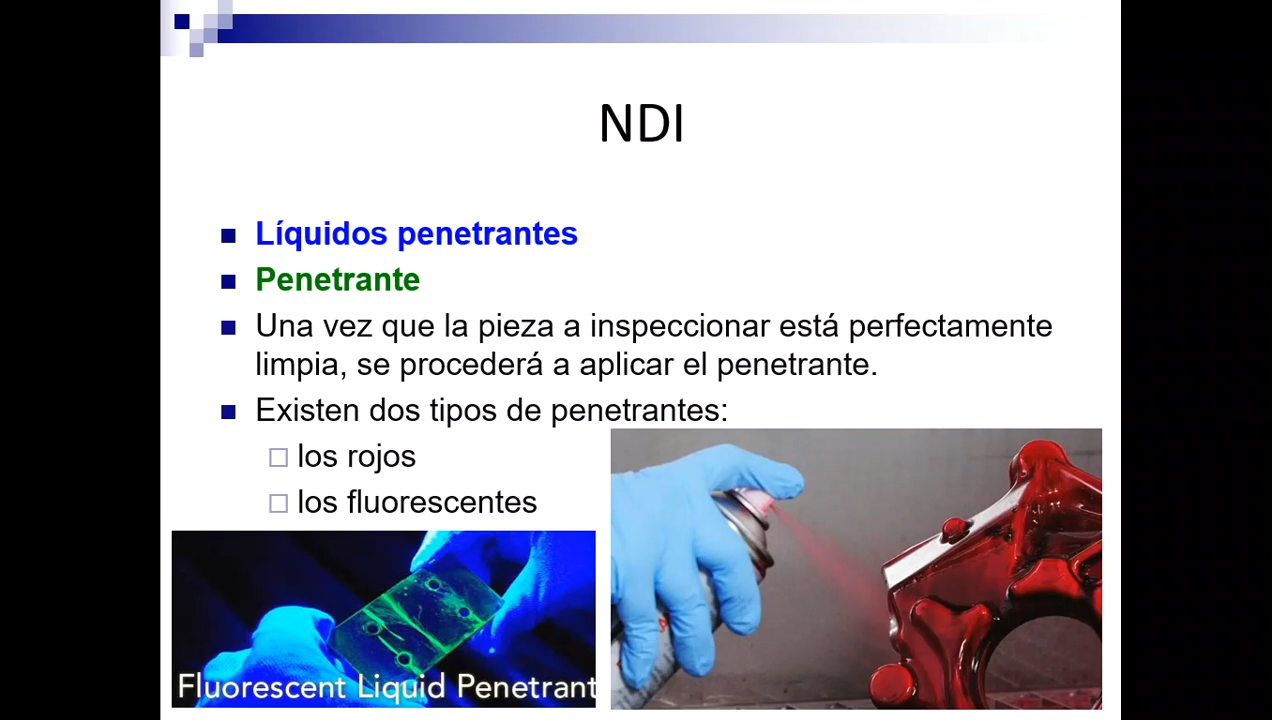 NDI
Líquidos penetrantes
Penetrante
Una vez que la pieza a inspeccionar está perfectamente
limpia, se procederá a aplicar el penetrante.
Existen dos tipos de penetrantes:
los rojos
los fluorescentes
Fluorescent Liquid Penetrant